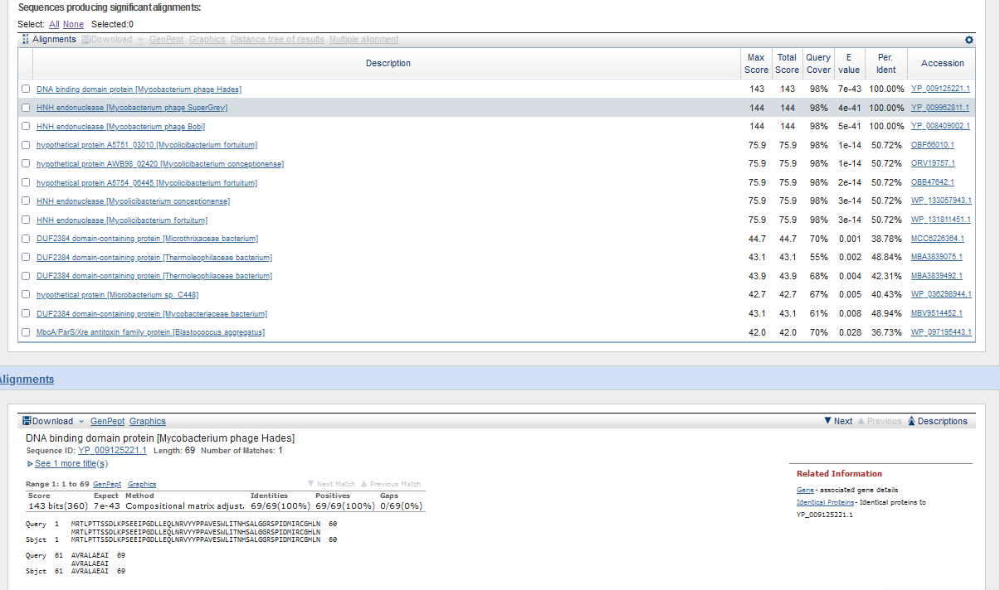 Sequences producing significant alignments:
Select: All None Selected:0
Alignments Download GenPept Graphics Distance tree of results Multiple alignment
Description Max Score Total Score Query Cover E value Per. Ident Accession
DNA binding domain protein [Mycobacterium phage Hades] 143 143 98% 7e-43 100.00% YP_009125221.1
HNH endonuclease [Mycobacterium phage SuperGrey] 144 144 98% 4e-41 100.00% YP_009962811.1
HNH endonuclease [Mycobacterium phage Bobi] 144 144 98% 5e-41 100.00% YP_008409002.1
hypothetical protein A5751_03010 [Mycolicibacterium fortuitum] 75.9 75.9 98% 1e-14 50.72% OBF66010.1
hypothetical protein AWB98_02420 [Mycolicibacterium conceptionense] 75.9 75.9 98% 1e-14 50.72% ORV19757.1
hypothetical protein A5754_06445 [Mycolicibacterium fortuitum] 75.9 75.9 98% 2e-14 50.72% OBB47642.1
HNH endonuclease [Mycolicibacterium conceptionense] 75.9 75.9 98% 3e-14 50.72% WP_133057943.1
HNH endonuclease [Mycolicibacterium fortuitum] 75.9 75.9 98% 3e-14 50.72% WP_131811451.1
DUF2384 domain-containing protein [Microthrixaceae bacterium] 44.7 44.7 70% 0.001 38.78% MCC6226364.1
DUF2384 domain-containing protein [Thermoleophilaceae bacterium] 43.1 43.1 55% 0.002 48.84% MBA3839075.1
DUF2384 domain-containing protein [Thermoleophilaceae bacterium] 43.9 43.9 68% 0.004 42.31% MBA3839492.1
hypothetical protein [Microbacterium sp. C448] 42.7 42.7 67% 0.005 40.43% WP_036298944.1
DUF2384 domain-containing protein [Mycobacteriaceae bacterium] 43.1 43.1 61% 0.008 48.94% MBV9514452.1
MbcA/ParS/Xre antitoxin family protein [Blastococcus aggregatus] 42.0 42.0 70% 0.028 36.73% WP_097195443.1
Alignments
Download GenPept Graphics Next Previous Descriptions
DNA binding domain protein [Mycobacterium phage Hades]
Sequence ID: YP_009125221.1 Length: 69 Number of Matches: 1
See 1 more title(s)
Range 1: 1 to 69 GenPept Graphics Next Match Previous Match
Score Expect Method Identities Positives Gaps
143 bits(360) 7e-43 Compositional matrix adjust. 69/69(100%) 69/69(100%) 0/69(0%)
Query 1 MRTLPTTSSDLKPSEEIPGDLLEQLNRVYYPPAVESWLITNHSALGGRSPIDMIRCGHLN 60
MRTLPTTSSDLKPSEEIPGDLLEQLNRVYYPPAVESWLITNHSALGGRSPIDMIRCGHLN
Sbjct 1 MRTLPTTSSDLKPSEEIPGDLLEQLNRVYYPPAVESWLITNHSALGGRSPIDMIRCGHLN 60
Query 61 AVRALAEAI 69
AVRALAEAI
Sbjct 61 AVRALAEAI 69
Related Information
Gene - associated gene details
Identical Proteins - Identical proteins to
YP_009125221.1